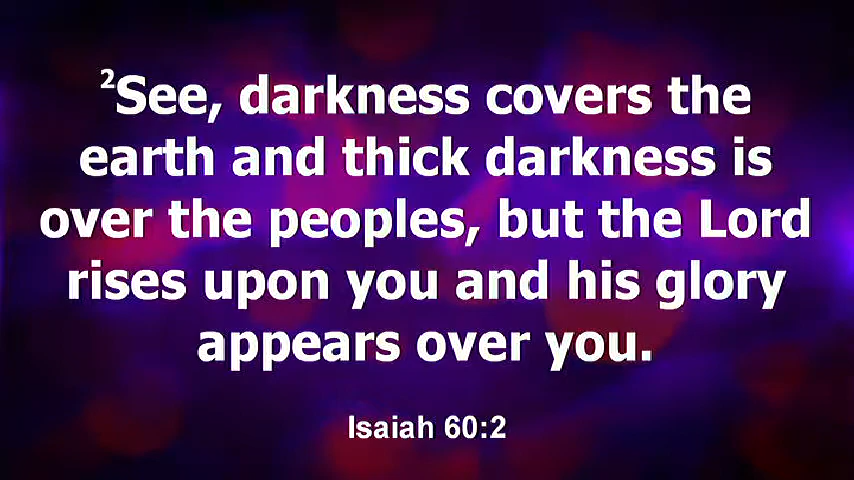 ²See, darkness covers the
earth and thick darkness is
over the peoples, but the Lord
rises upon you and his glory
appears over you.
Isaiah 60:2